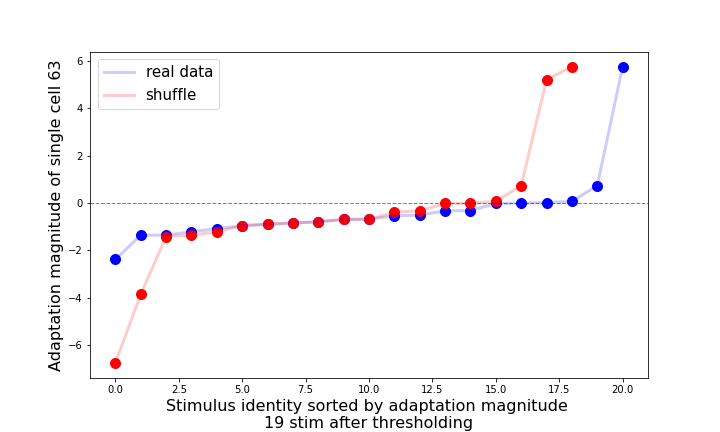 real data
shuffle
Adaptation magnitude of single cell 63
6
4
2
0
−2
−4
−6
0.0 2.5 5.0 7.5 10.0 12.5 15.0 17.5 20.0
Stimulus identity sorted by adaptation magnitude
19 stim after thresholding